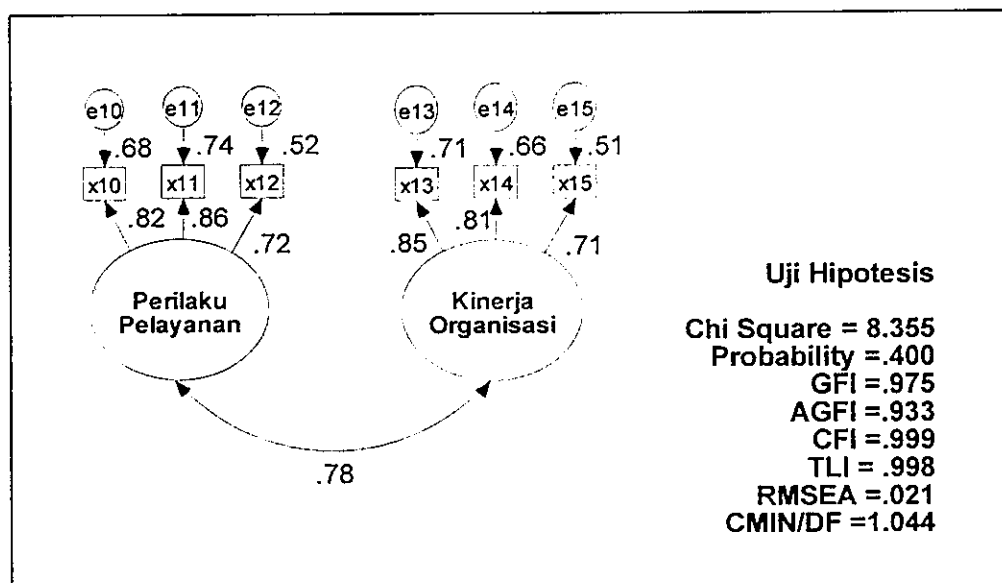 e10 e11 e12 e13 e14 e15
.68 .74 .52 .71 .66 .51
x10 x11 x12 x13 x14 x15
.82 .86 .72 .85 .81 .71
Perilaku
Pelayanan
Kinerja
Organisasi
.78
Uji Hipotesis
Chi Square = 8.355
Probability =.400
GFI =.975
AGFI =.933
CFI =.999
TLI = .998
RMSEA =.021
CMIN/DF =1.044